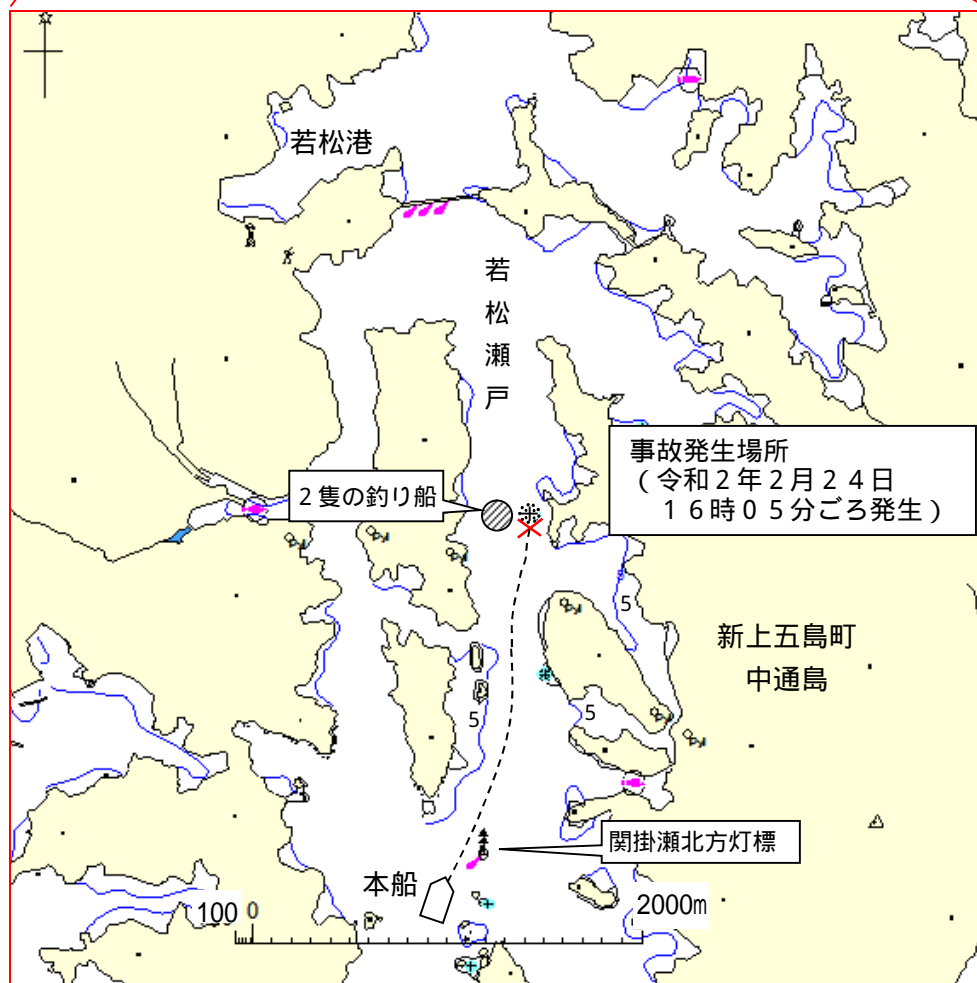 若松港
若松瀬戸
事故発生場所
(令和2年2月24日
16時05分ごろ発生)
2隻の釣り船
5
新上五島町
中通島
5
5
関掛瀬北方灯標
本船
100 0 2000m